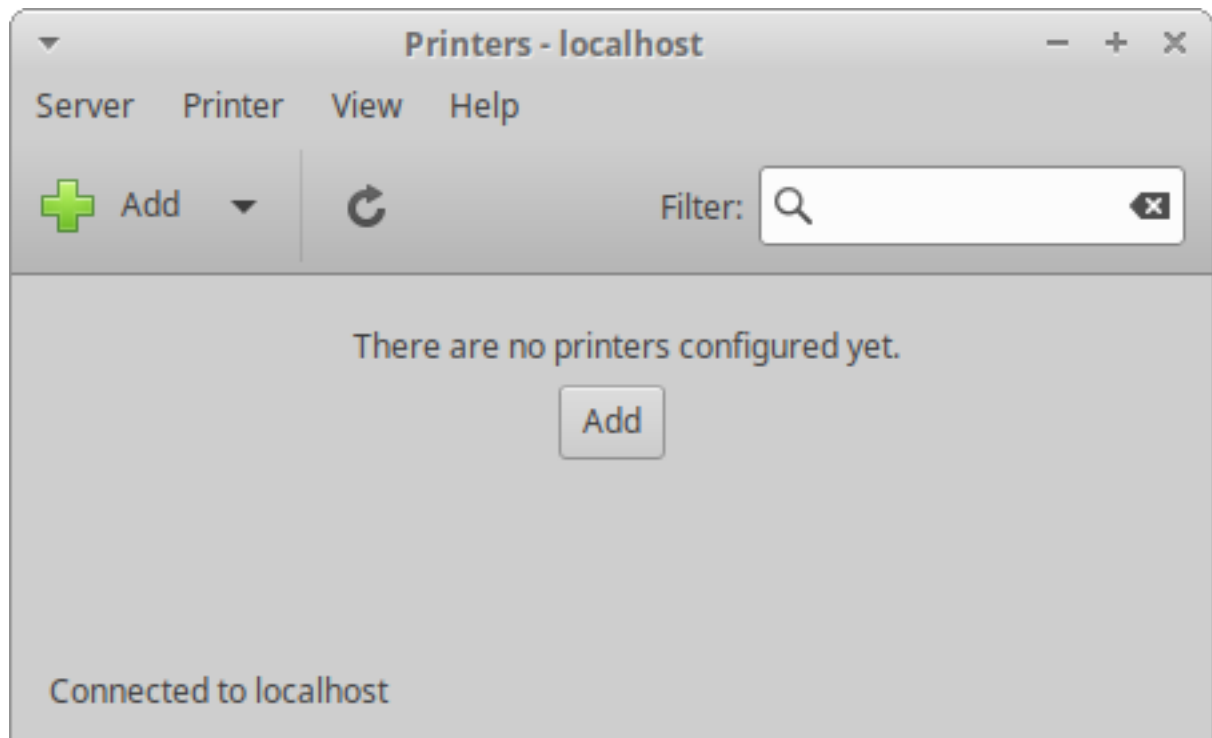 Printers - localhost
Server Printer View Help
Add Filter:
There are no printers configured yet.
Add
Connected to localhost